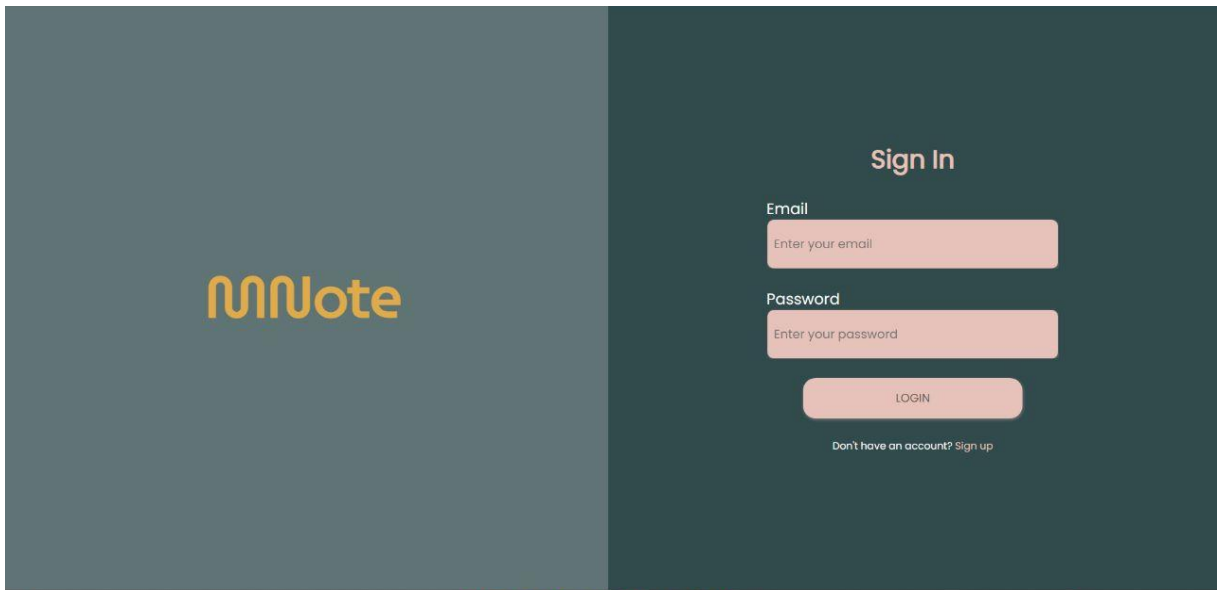 MNote
Sign In
Email
Enter your email
Password
Enter your password
LOGIN
Don't have an account? Sign up